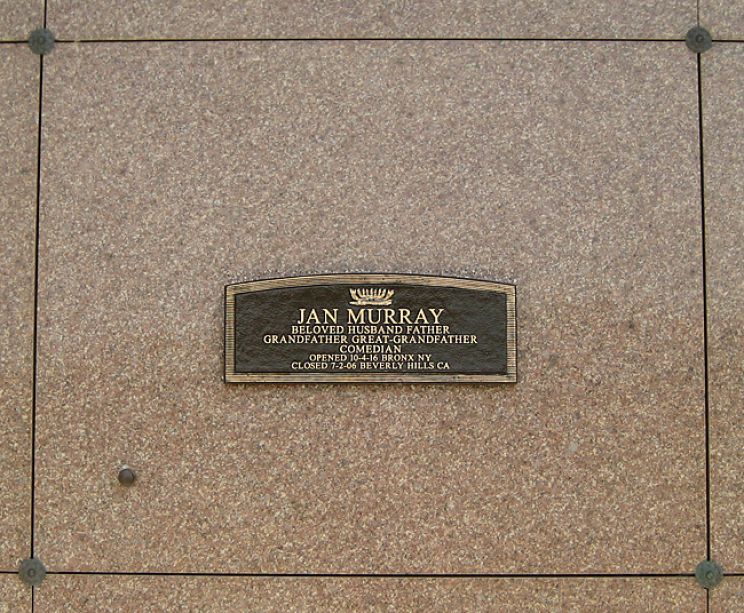 JAN MURRAY
BELOVED HUSBAND FATHER
GRANDFATHER GREAT-GRANDFATHER
COMEDIAN
OPENED 10-4-16 BRONX NY
CLOSED 7-2-06 BEVERLY HILLS CA